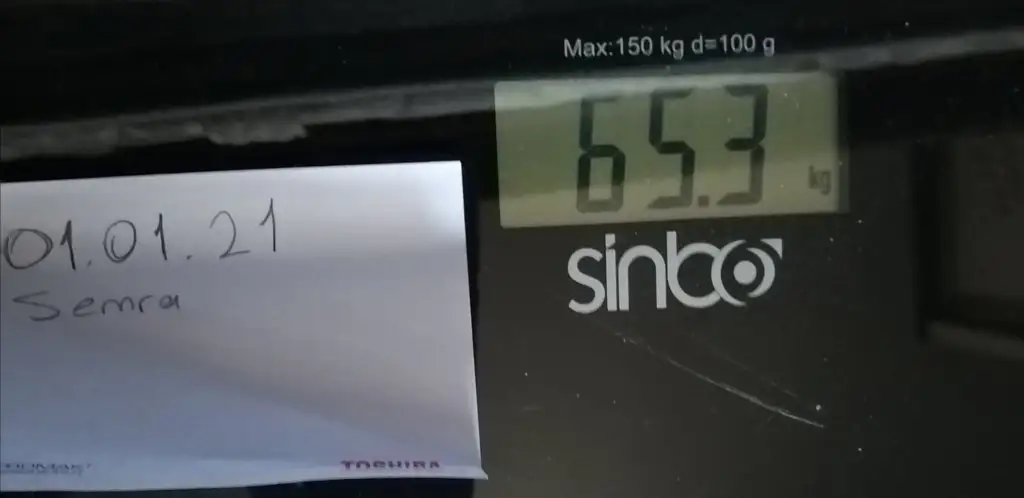 Max:150 kg d=100 g
65.3 kg
sinbo
01.01.21
Semra
TOSHIBA